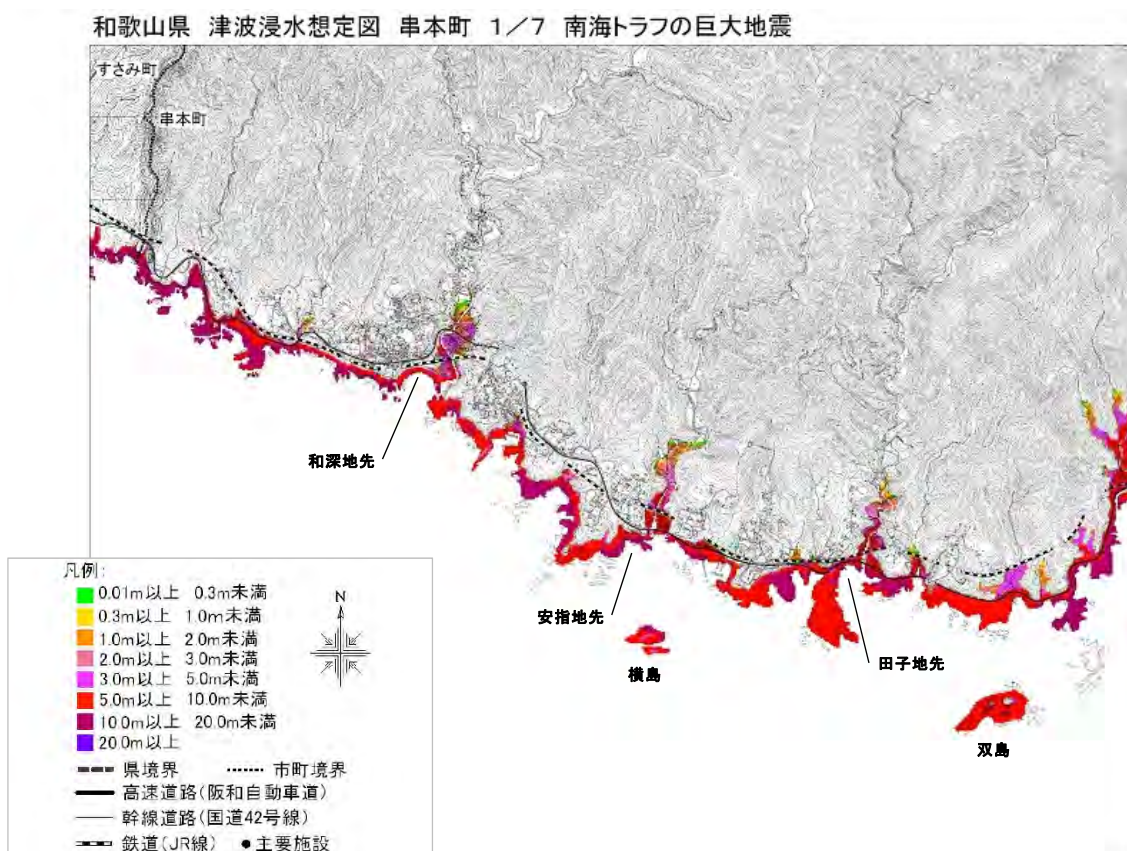 和歌山県 津波浸水想定図 串本町 1/7 南海トラフの巨大地震
すさみ町
串本町
和深地先
安指地先
横島
田子地先
双島
凡例:
0.01m以上 0.3m未満
0.3m以上 1.0m未満
1.0m以上 2.0m未満
2.0m以上 3.0m未満
3.0m以上 5.0m未満
5.0m以上 10.0m未満
10.0m以上 20.0m未満
20.0m以上
N
県境界 市町境界
高速道路(阪和自動車道)
幹線道路(国道42号線)
鉄道(JR線) ●主要施設